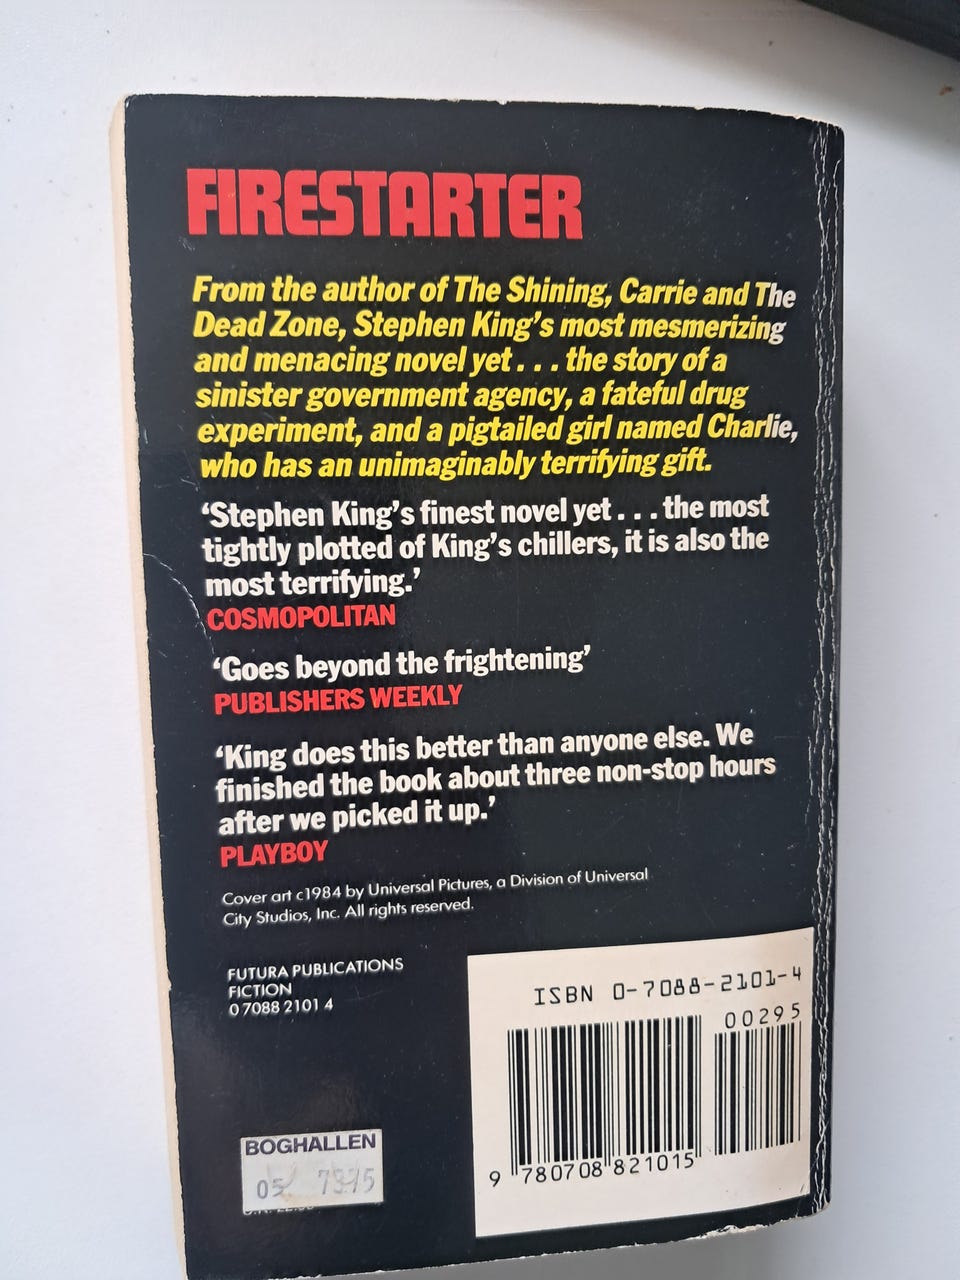 FIRESTARTER
From the author of The Shining, Carrie and The
Dead Zone, Stephen King's most mesmerizing
and menacing novel yet . . . the story of a
sinister government agency, a fateful drug
experiment, and a pigtailed girl named Charlie,
who has an unimaginably terrifying gift.
‘Stephen King's finest novel yet . . . the most
tightly plotted of King's chillers, it is also the
most terrifying.’
COSMOPOLITAN
‘Goes beyond the frightening’
PUBLISHERS WEEKLY
‘King does this better than anyone else. We
finished the book about three non-stop hours
after we picked it up.’
PLAYBOY
Cover art c1984 by Universal Pictures, a Division of Universal
City Studios, Inc. All rights reserved.
FUTURA PUBLICATIONS
FICTION
0 7088 2101 4
ISBN 0-7088-2101-4
00295
9 780708 821015
BOGHALLEN
05